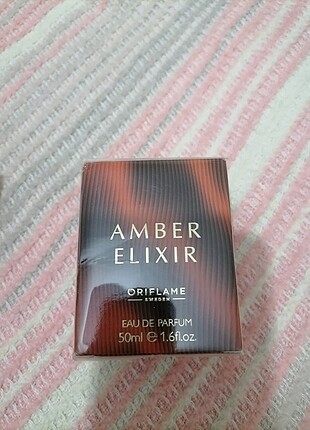 AMBER
ELIXIR
ORIFLAME
SWEDEN
EAU DE PARFUM
50ml ℮ 1.6fl.oz.